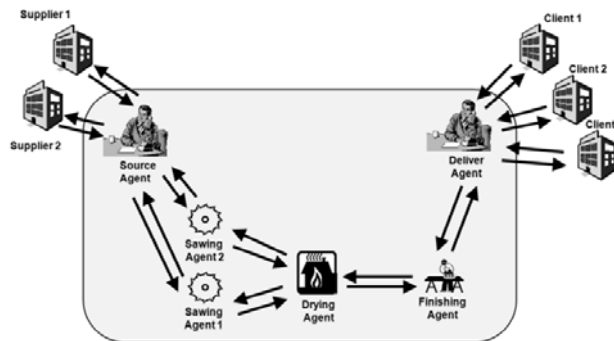 Supplier 1
Client 1
Client 2
Supplier 2
Client
Source
Agent
Deliver Agent
Sawing
Agent 2
Sawing
Agent 1
Drying
Agent
Finishing
Agent